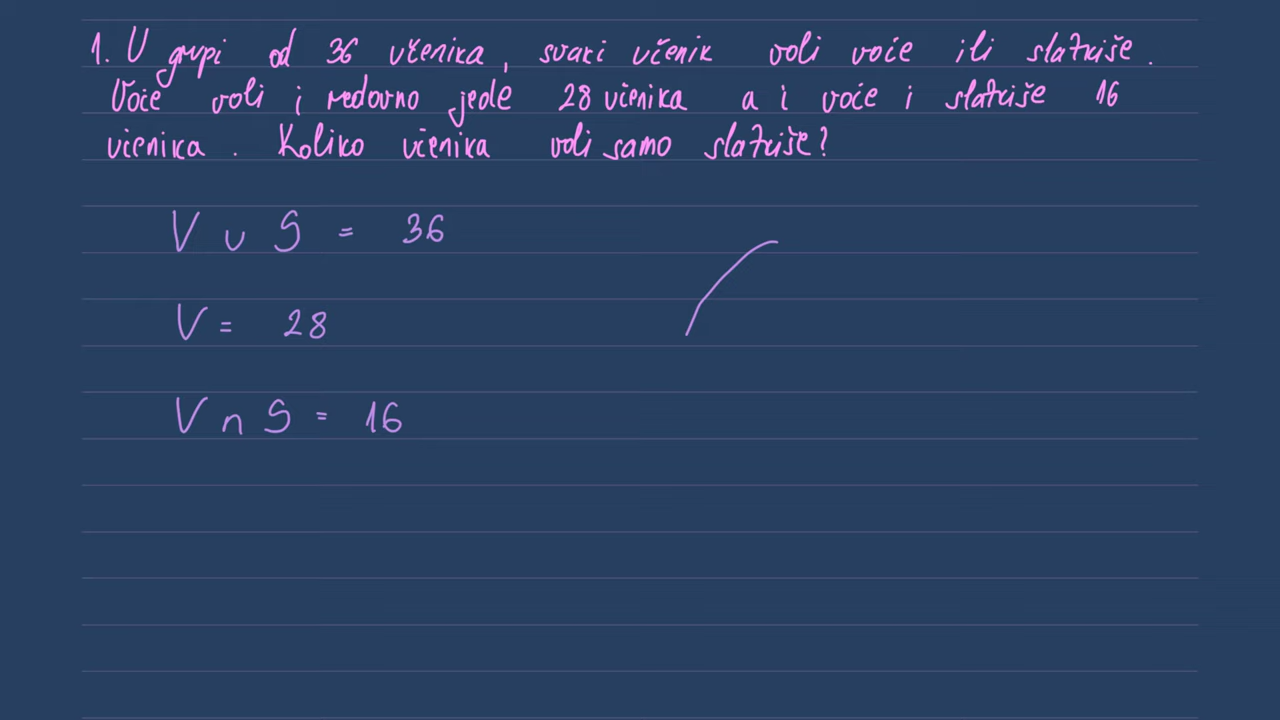 1. U grupi od 36 učenika, svaki učenik voli voće ili slatkiše.
Voće voli i redovno jede 28 učenika a i voće i slatkiše 16
učenika. Koliko učenika voli samo slatkiše?
V ∪ S = 36
V = 28
V ∩ S = 16